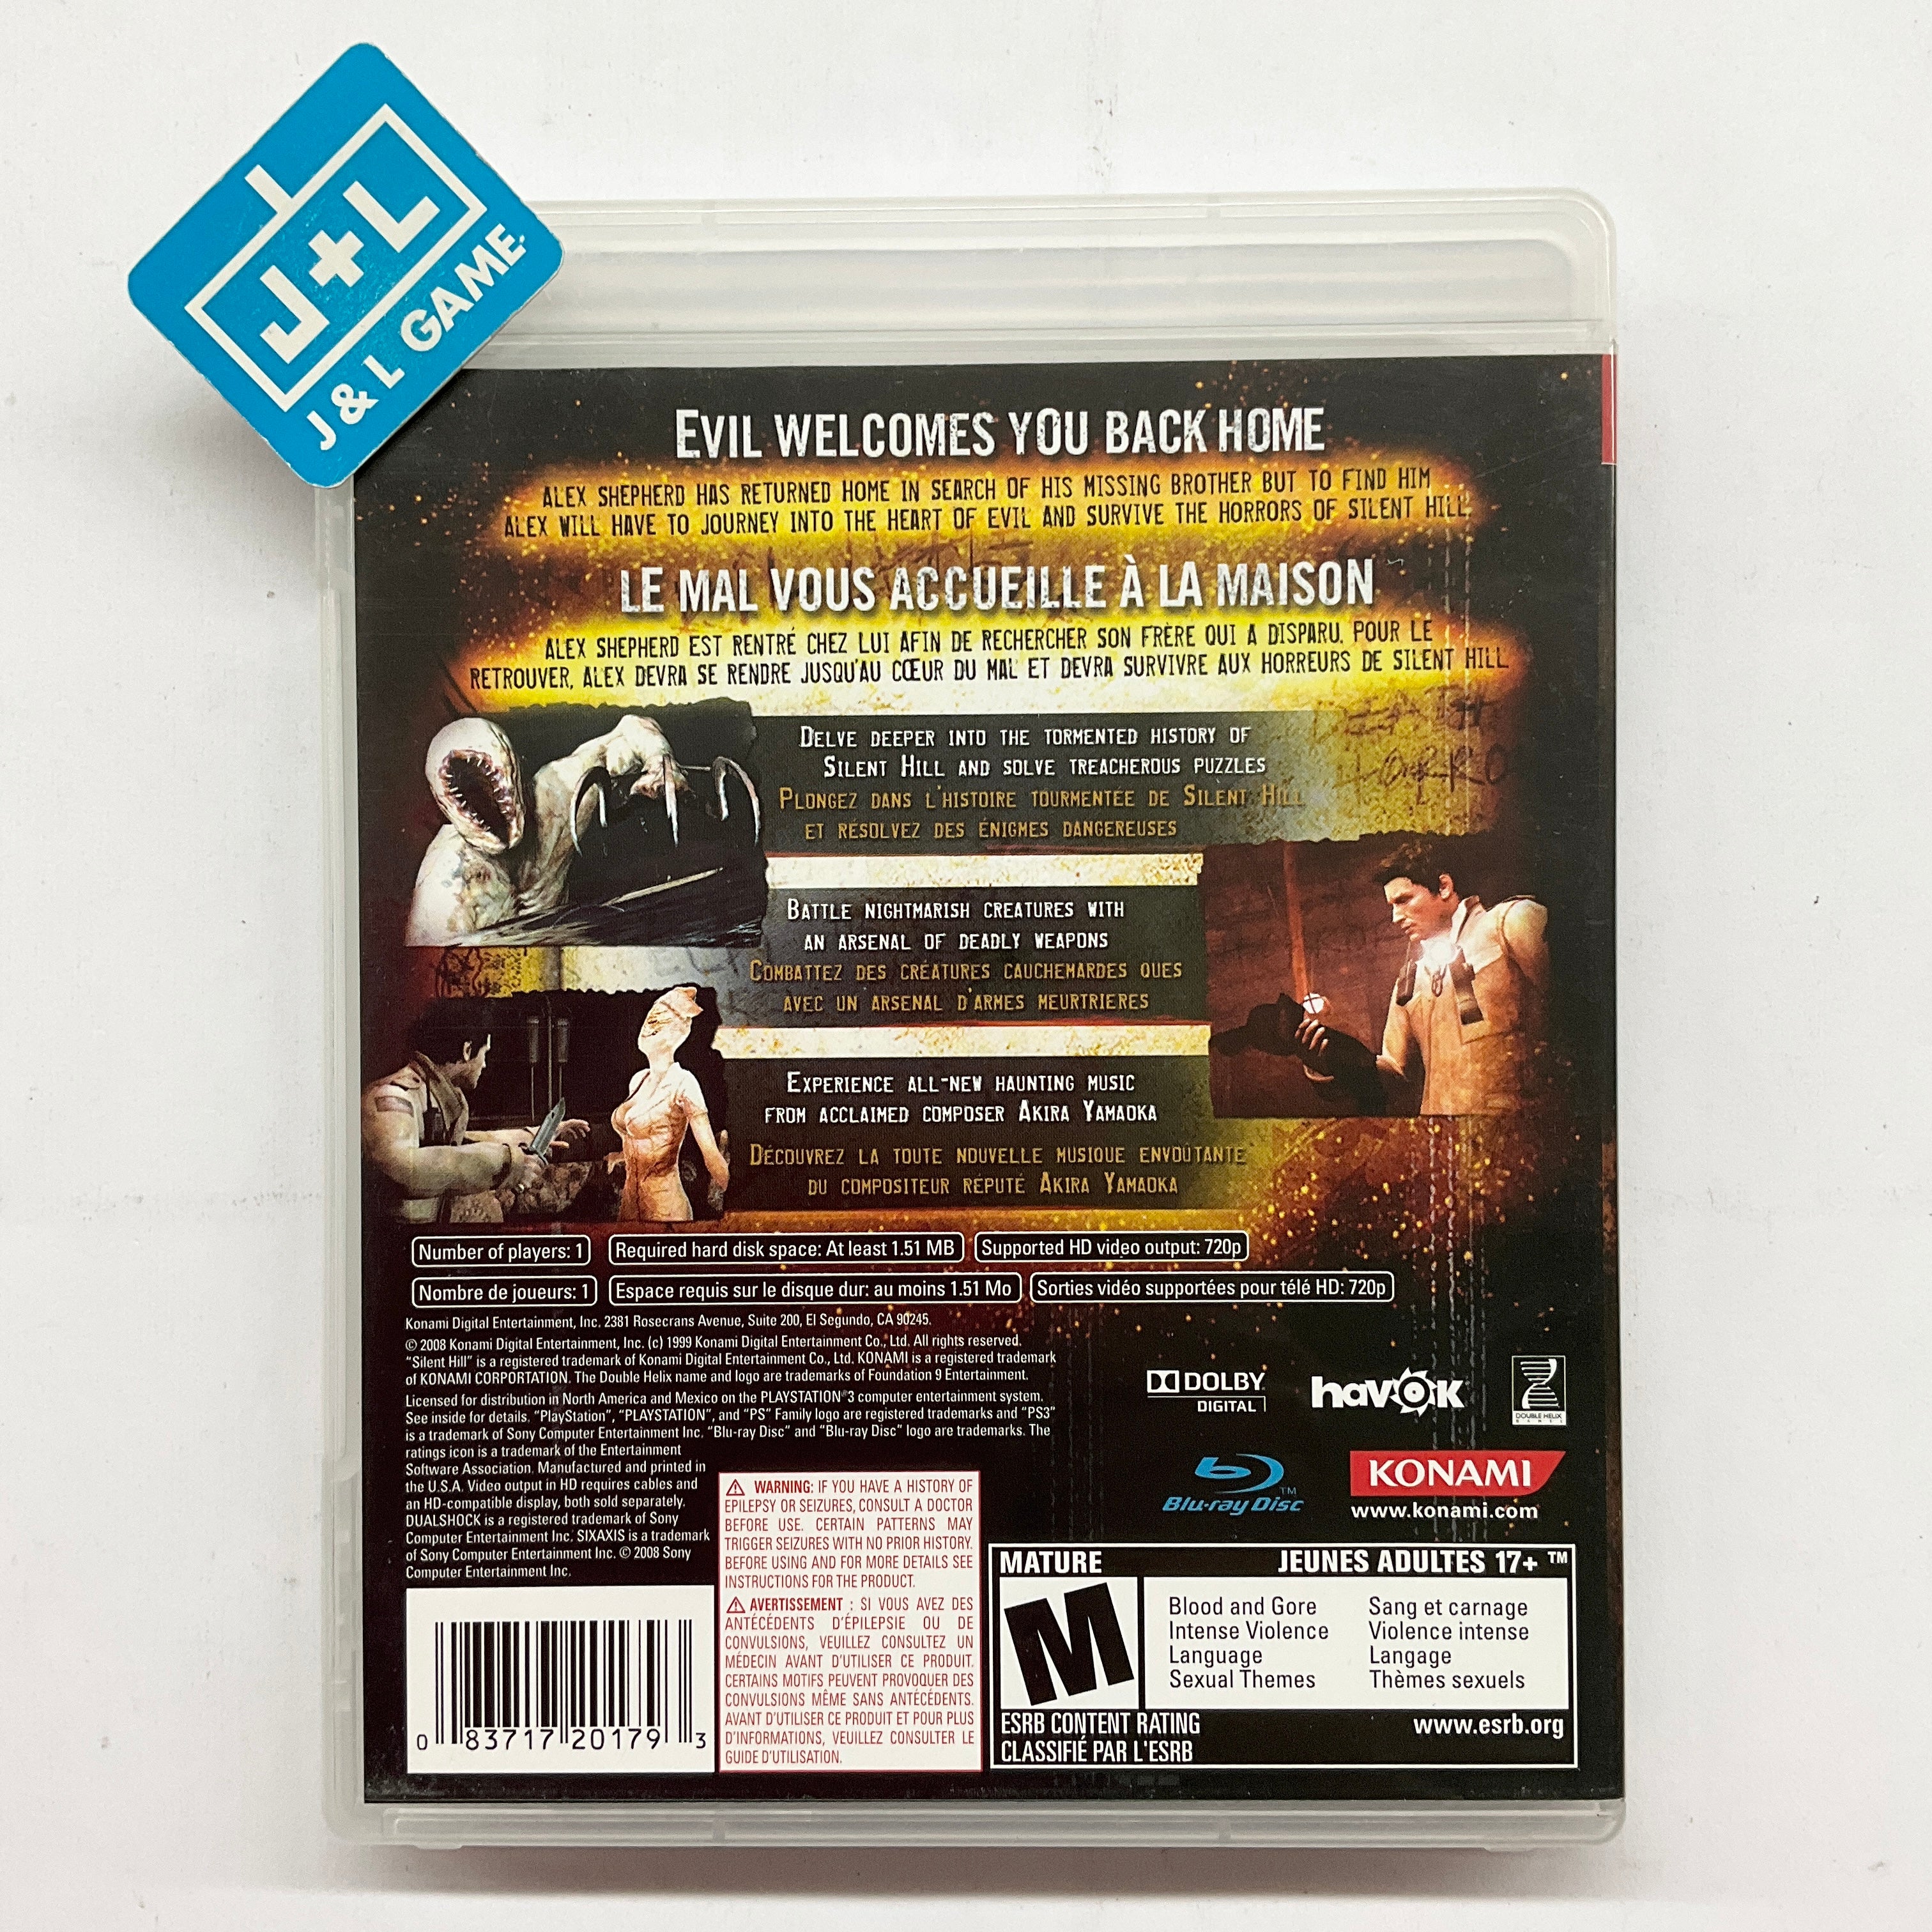 J+L
J & L GAME
EVIL WELCOMES YOU BACK HOME
ALEX SHEPHERD HAS RETURNED HOME IN SEARCH OF HIS MISSING BROTHER BUT TO FIND HIM
ALEX WILL HAVE TO JOURNEY INTO THE HEART OF EVIL AND SURVIVE THE HORRORS OF SILENT HILL
LE MAL VOUS ACCUEILLE À LA MAISON
ALEX SHEPHERD EST RENTRÉ CHEZ LUI AFIN DE RECHERCHER SON FRÈRE QUI A DISPARU. POUR LE
RETROUVER, ALEX DEVRA SE RENDRE JUSQU'AU CŒUR DU MAL ET DEVRA SURVIVRE AUX HORREURS DE SILENT HILL
DELVE DEEPER INTO THE TORMENTED HISTORY OF
SILENT HILL AND SOLVE TREACHEROUS PUZZLES
PLONGEZ DANS L'HISTOIRE TOURMENTÉE DE SILENT HILL
ET RÉSOLVEZ DES ÉNIGMES DANGEREUSES
BATTLE NIGHTMARISH CREATURES WITH
AN ARSENAL OF DEADLY WEAPONS
COMBATTEZ DES CRÉATURES CAUCHEMARDES QUES
AVEC UN ARSENAL D'ARMES MEURTRIERES
EXPERIENCE ALL-NEW HAUNTING MUSIC
FROM ACCLAIMED COMPOSER AKIRA YAMAOKA
DÉCOUVREZ LA TOUTE NOUVELLE MUSIQUE ENVOÛTANTE
DU COMPOSITEUR RÉPUTÉ AKIRA YAMAOKA
Number of players: 1 Required hard disk space: At least 1.51 MB Supported HD video output: 720p
Nombre de joueurs: 1 Espace requis sur le disque dur: au moins 1.51 Mo Sorties vidéo supportées pour télé HD: 720p
Konami Digital Entertainment, Inc. 2381 Rosecrans Avenue, Suite 200, El Segundo, CA 90245.
© 2008 Konami Digital Entertainment, Inc. (c) 1999 Konami Digital Entertainment Co., Ltd. All rights reserved.
"Silent Hill" is a registered trademark of Konami Digital Entertainment Co., Ltd. KONAMI is a registered trademark
of KONAMI CORPORTATION. The Double Helix name and logo are trademarks of Foundation 9 Entertainment.
Licensed for distribution in North America and Mexico on the PLAYSTATION®3 computer entertainment system.
See inside for details. "PlayStation", "PLAYSTATION", and "PS" Family logo are registered trademarks and "PS3"
is a trademark of Sony Computer Entertainment Inc. "Blu-ray Disc" and "Blu-ray Disc" logo are trademarks. The
ratings icon is a trademark of the Entertainment
Software Association. Manufactured and printed in
the U.S.A. Video output in HD requires cables and
an HD-compatible display, both sold separately.
DUALSHOCK is a registered trademark of Sony
Computer Entertainment Inc. SIXAXIS is a trademark
of Sony Computer Entertainment Inc. © 2008 Sony
Computer Entertainment Inc.
DOLBY
DIGITAL
havok
DOUBLE HELIX
GAMES
Blu-ray Disc ™
KONAMI
www.konami.com
⚠ WARNING: IF YOU HAVE A HISTORY OF
EPILEPSY OR SEIZURES, CONSULT A DOCTOR
BEFORE USE. CERTAIN PATTERNS MAY
TRIGGER SEIZURES WITH NO PRIOR HISTORY.
BEFORE USING AND FOR MORE DETAILS SEE
INSTRUCTIONS FOR THE PRODUCT.
⚠ AVERTISSEMENT : SI VOUS AVEZ DES
ANTÉCÉDENTS D'ÉPILEPSIE OU DE
CONVULSIONS, VEUILLEZ CONSULTEZ UN
MÉDECIN AVANT D'UTILISER CE PRODUIT.
CERTAINS MOTIFS PEUVENT PROVOQUER DES
CONVULSIONS MÊME SANS ANTÉCÉDENTS.
AVANT D'UTILISER CE PRODUIT ET POUR PLUS
D'INFORMATIONS, VEUILLEZ CONSULTER LE
GUIDE D'UTILISATION.
0 83717 20179 3
MATURE JEUNES ADULTES 17+ ™
M
Blood and Gore
Intense Violence
Language
Sexual Themes
Sang et carnage
Violence intense
Langage
Thèmes sexuels
ESRB CONTENT RATING www.esrb.org
CLASSIFIÉ PAR L'ESRB